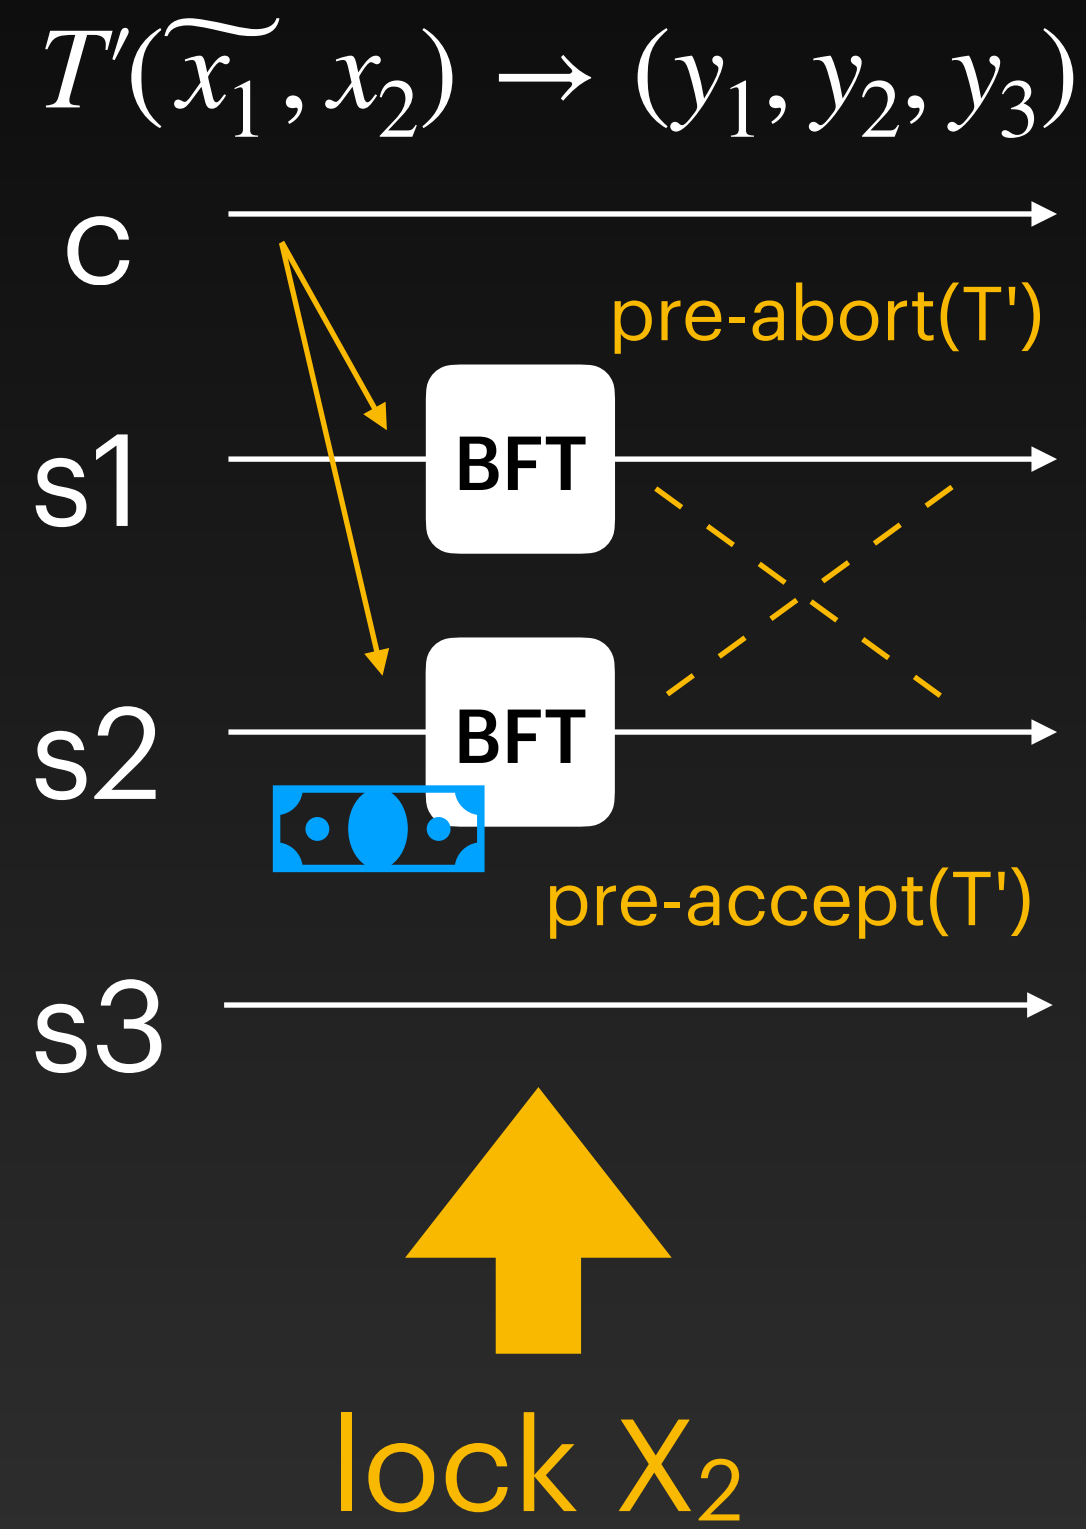 T′(x̃₁, x₂) → (y₁, y₂, y₃)
c
pre-abort(T')
s1
BFT
s2
BFT
pre-accept(T')
s3
lock X₂